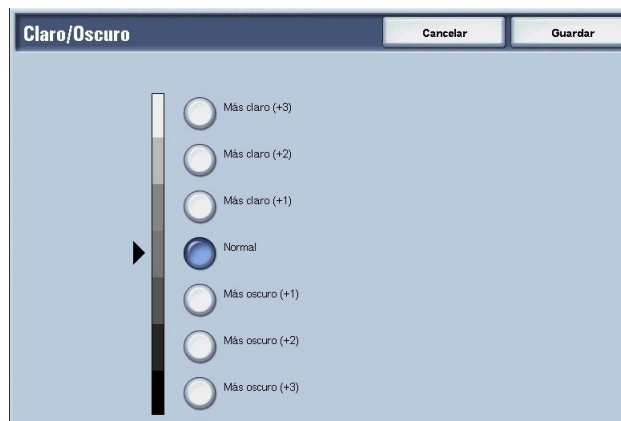 Claro/Oscuro
Cancelar
Guardar
Más claro (+3)
Más claro (+2)
Más claro (+1)
Normal
Más oscuro (+1)
Más oscuro (+2)
Más oscuro (+3)